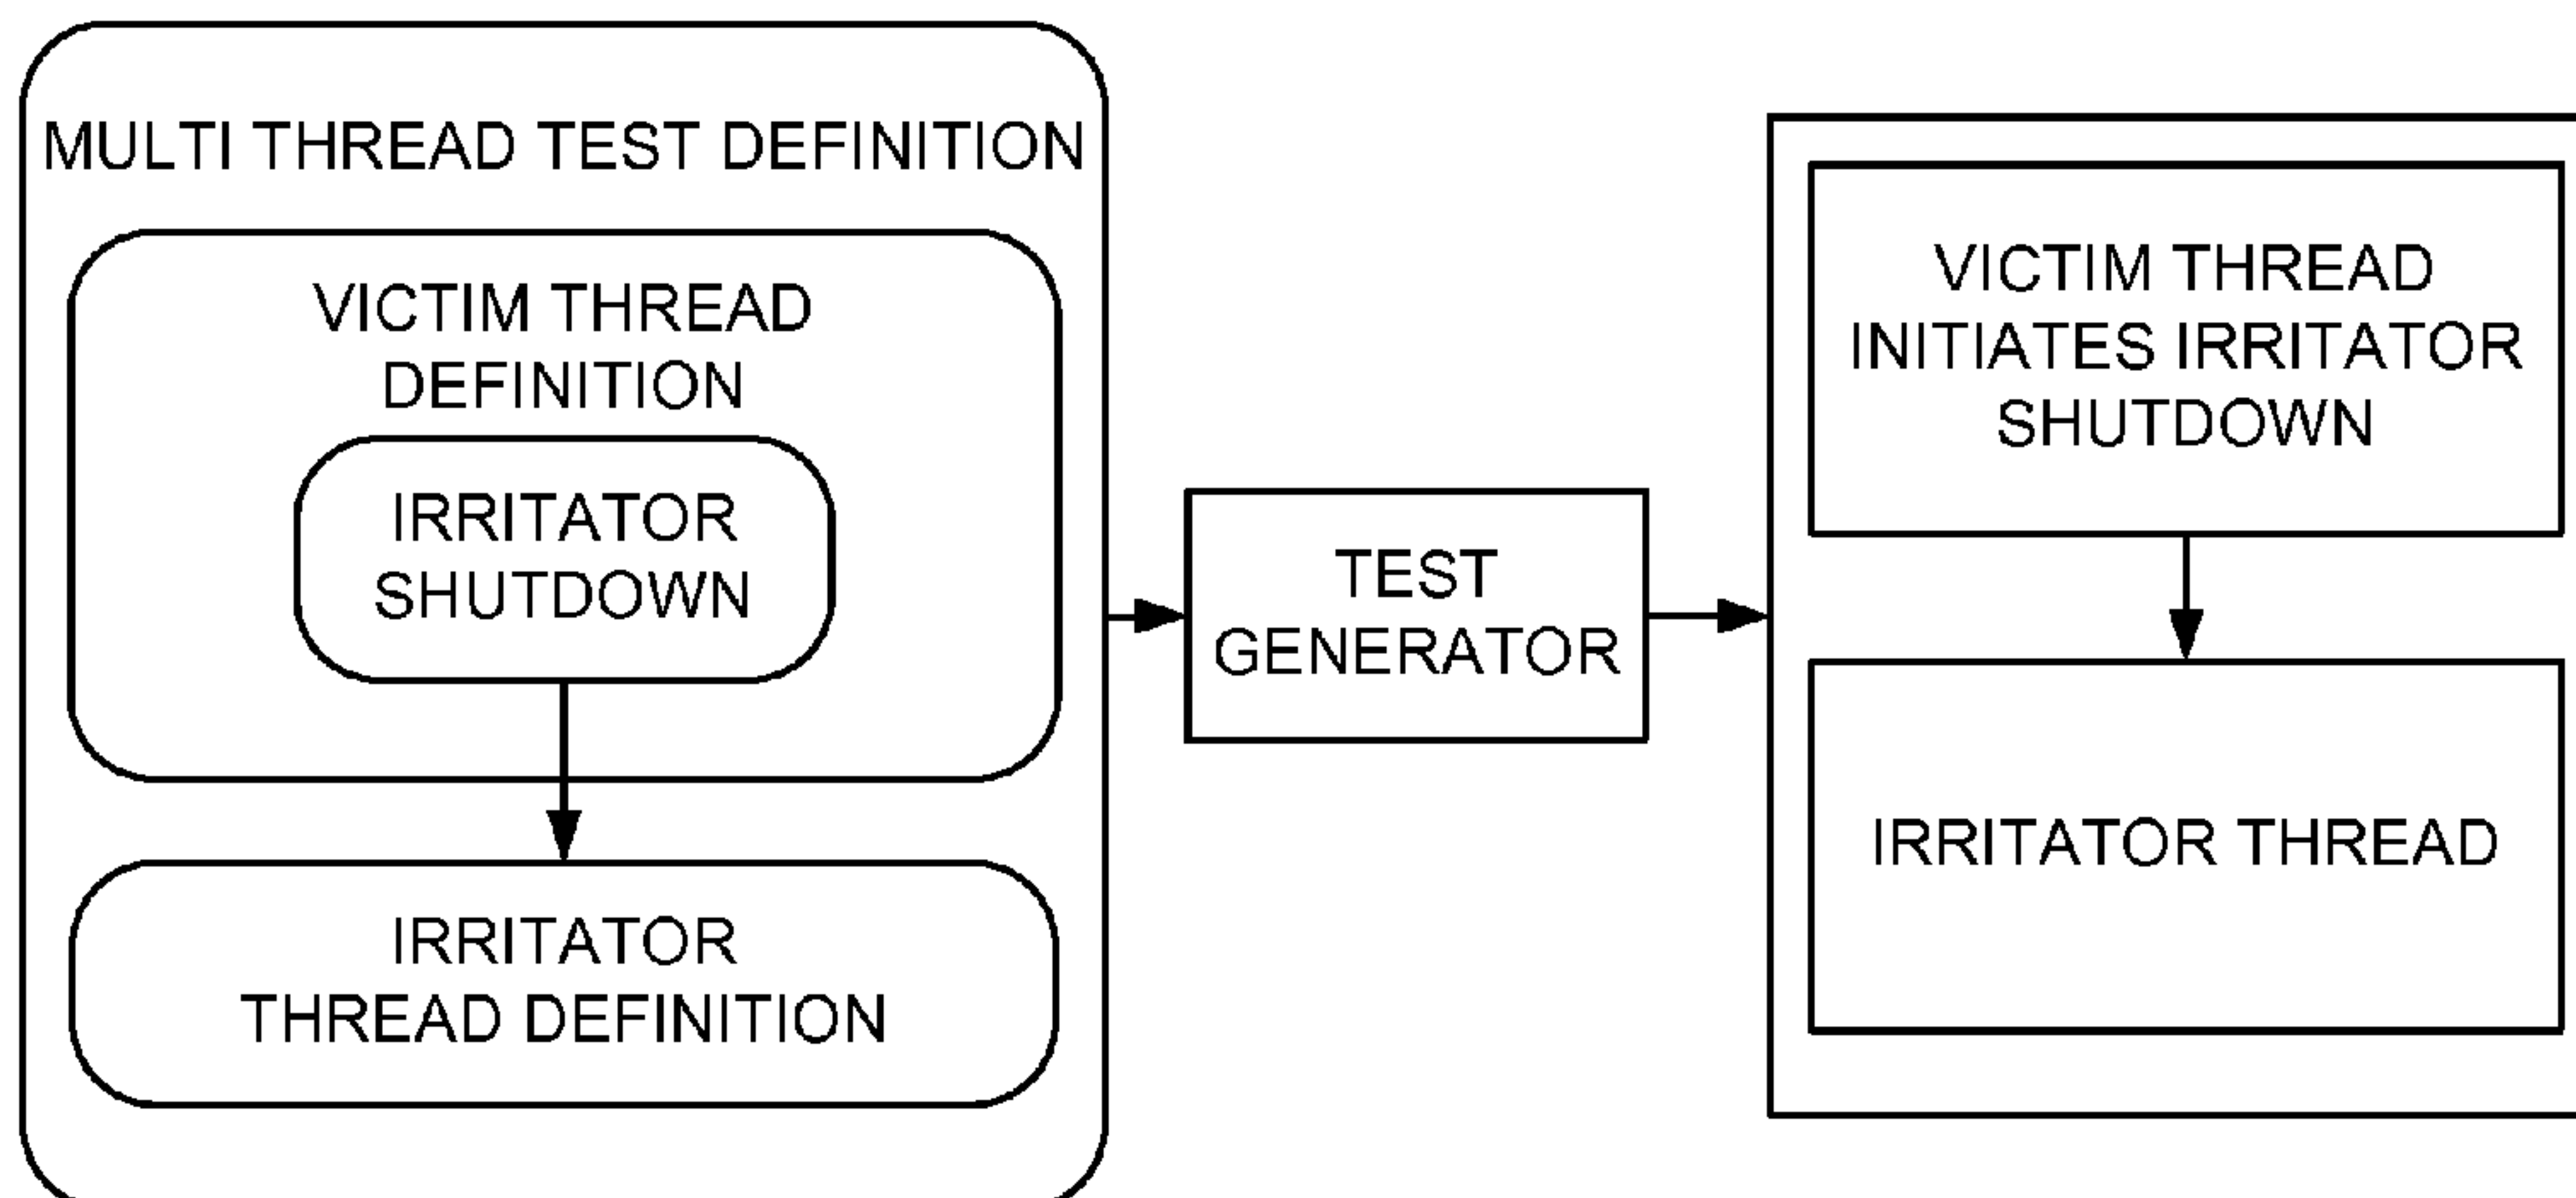 MULTI THREAD TEST DEFINITION
VICTIM THREAD
DEFINITION
IRRITATOR
SHUTDOWN
IRRITATOR
THREAD DEFINITION
TEST
GENERATOR
VICTIM THREAD
INITIATES IRRITATOR
SHUTDOWN
IRRITATOR THREAD